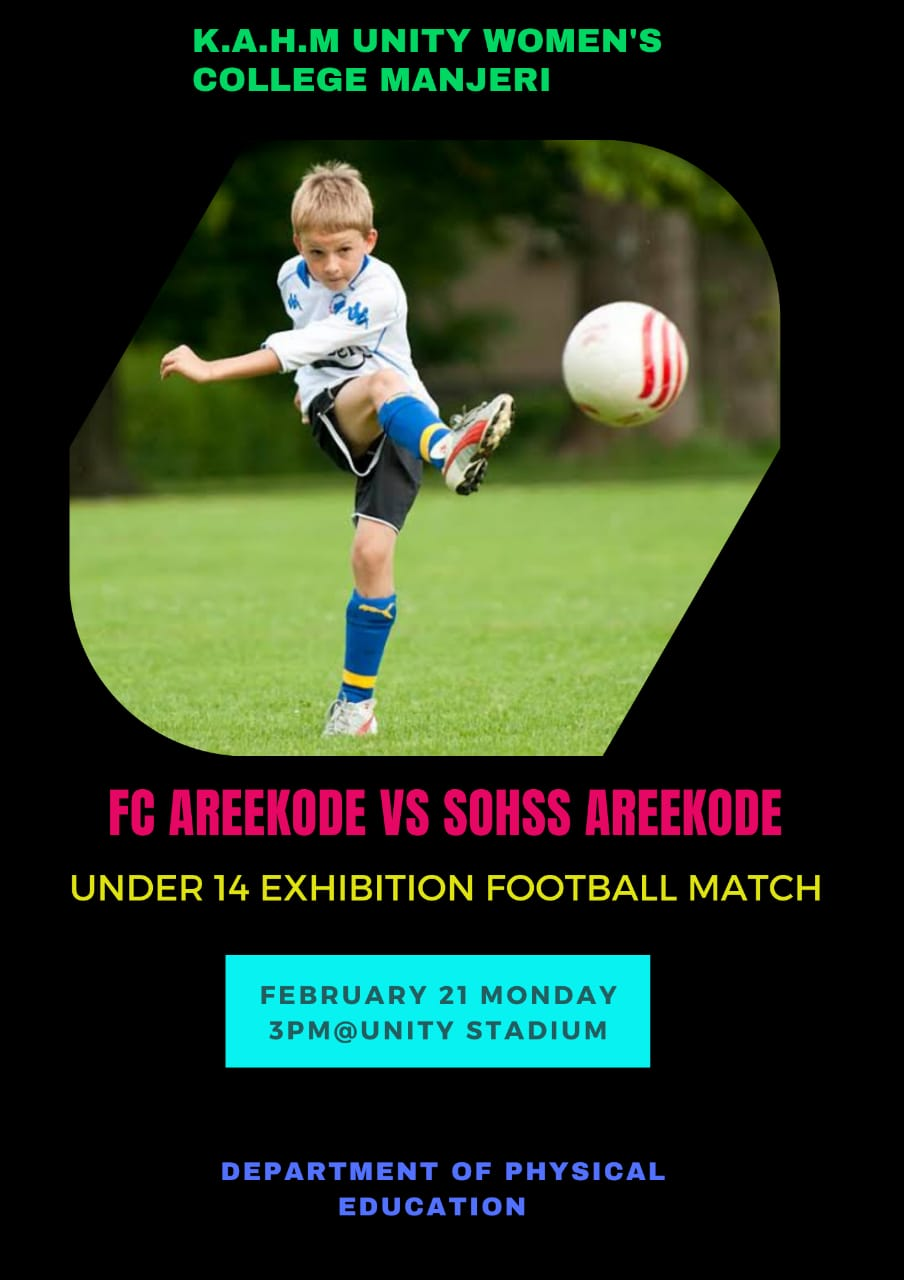 K.A.H.M UNITY WOMEN'S
COLLEGE MANJERI
FC AREEKODE VS SOHSS AREEKODE
UNDER 14 EXHIBITION FOOTBALL MATCH
FEBRUARY 21 MONDAY
3PM@UNITY STADIUM
DEPARTMENT OF PHYSICAL
EDUCATION